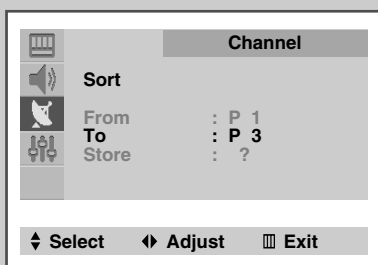 Channel
Sort
From : P 1
To : P 3
Store : ?
Select Adjust Exit